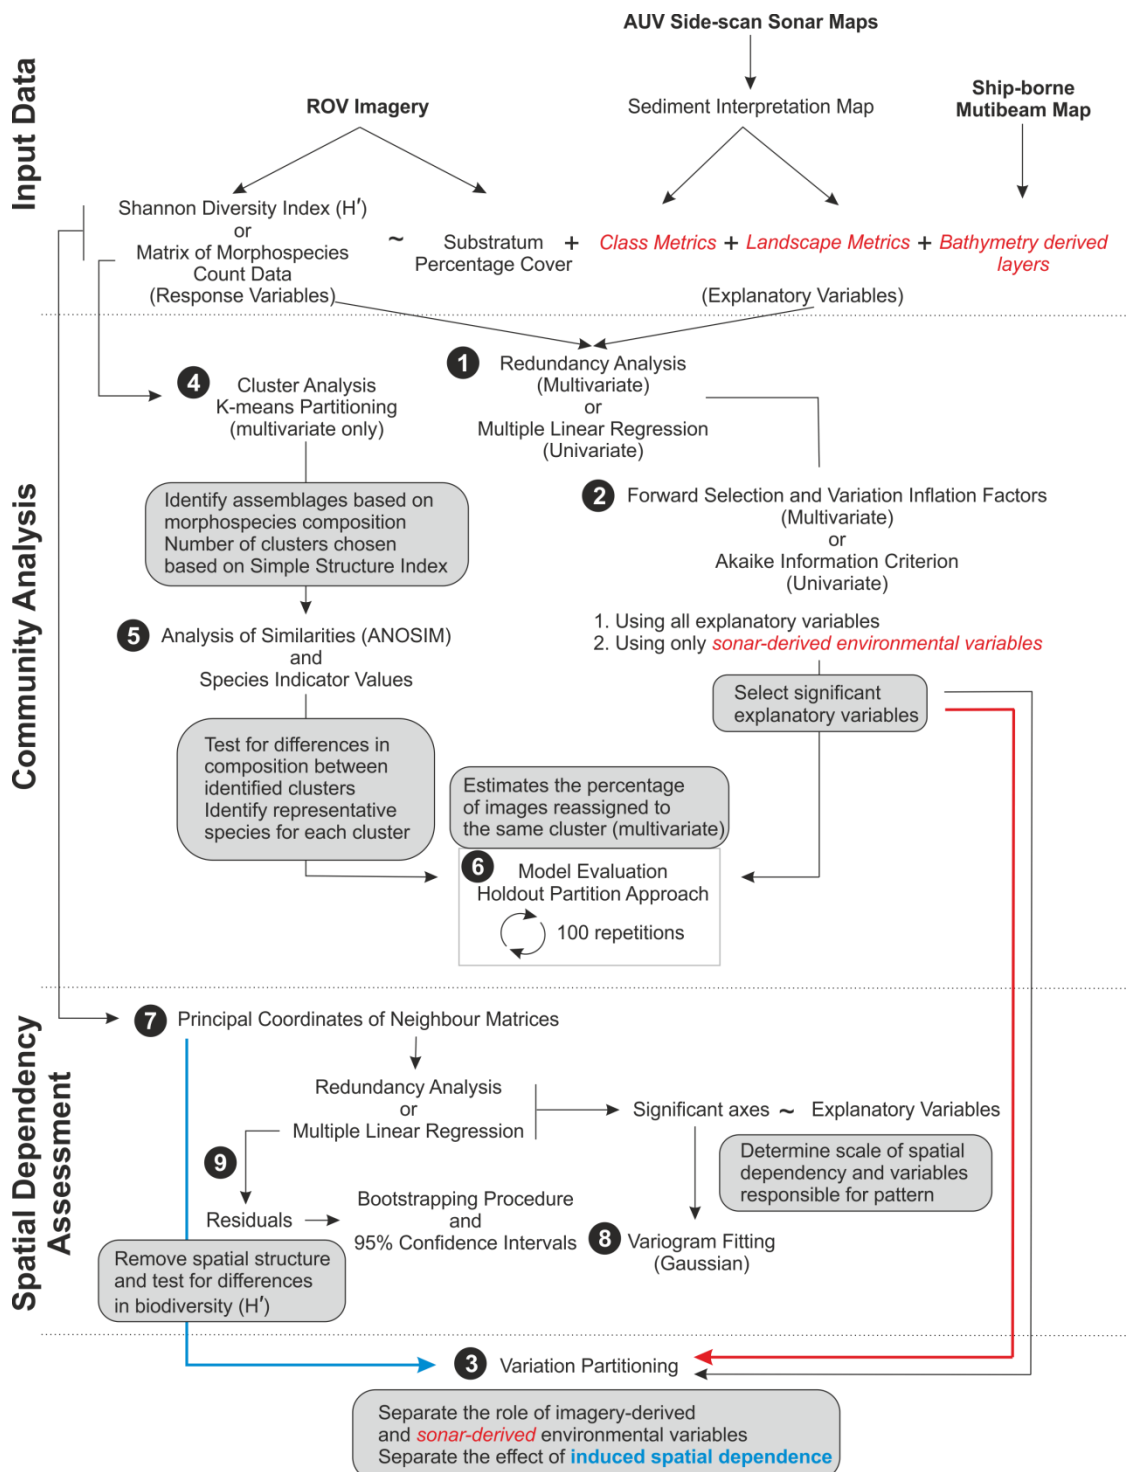 Input Data
AUV Side-scan Sonar Maps
ROV Imagery
Sediment Interpretation Map
Ship-borne
Mutibeam Map
Shannon Diversity Index (H′)
or
Matrix of Morphospecies
Count Data
(Response Variables)
~
Substratum
Percentage Cover
+
Class Metrics
+
Landscape Metrics
+
Bathymetry derived
layers
(Explanatory Variables)
Community Analysis
1
Redundancy Analysis
(Multivariate)
or
Multiple Linear Regression
(Univariate)
4
Cluster Analysis
K-means Partitioning
(multivariate only)
2
Forward Selection and Variation Inflation Factors
(Multivariate)
or
Akaike Information Criterion
(Univariate)
Identify assemblages based on
morphospecies composition
Number of clusters chosen
based on Simple Structure Index
1. Using all explanatory variables
2. Using only sonar-derived environmental variables
5
Analysis of Similarities (ANOSIM)
and
Species Indicator Values
Select significant
explanatory variables
Test for differences in
composition between
identified clusters
Identify representative
species for each cluster
Estimates the percentage
of images reassigned to
the same cluster (multivariate)
6
Model Evaluation
Holdout Partition Approach
100 repetitions
Spatial Dependency
Assessment
7
Principal Coordinates of Neighbour Matrices
Redundancy Analysis
or
Multiple Linear Regression
Significant axes ~ Explanatory Variables
Determine scale of spatial
dependency and variables
responsible for pattern
9
Residuals
Bootstrapping Procedure
and
95% Confidence Intervals
8
Variogram Fitting
(Gaussian)
Remove spatial structure
and test for differences
in biodiversity (H′)
3
Variation Partitioning
Separate the role of imagery-derived
and sonar-derived environmental variables
Separate the effect of induced spatial dependence